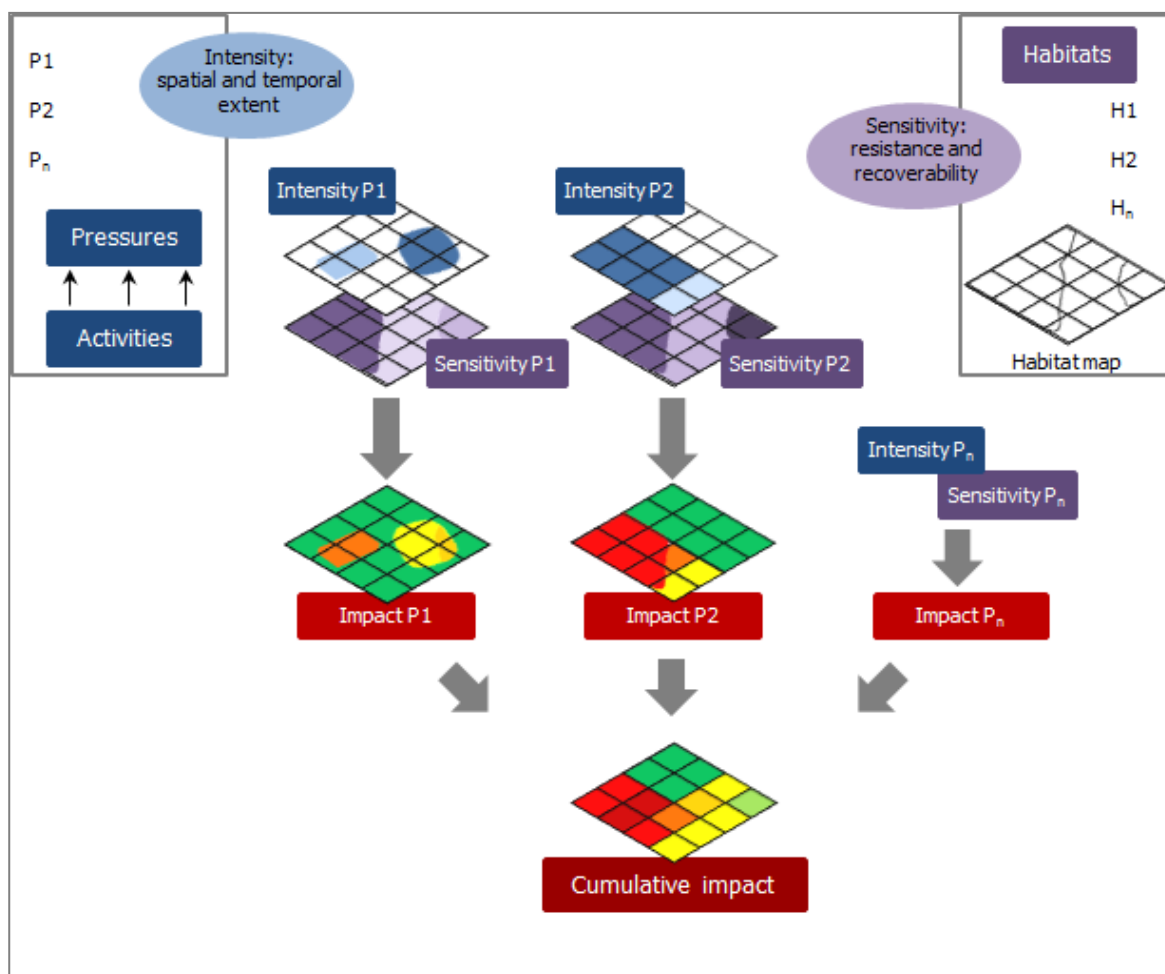 P1
P2
Pn
Intensity:
spatial and temporal
extent
Pressures
Activities
Habitats
H1
H2
Hn
Sensitivity:
resistance and
recoverability
Habitat map
Intensity P1
Sensitivity P1
Intensity P2
Sensitivity P2
Intensity Pn
Sensitivity Pn
Impact P1
Impact P2
Impact Pn
Cumulative impact